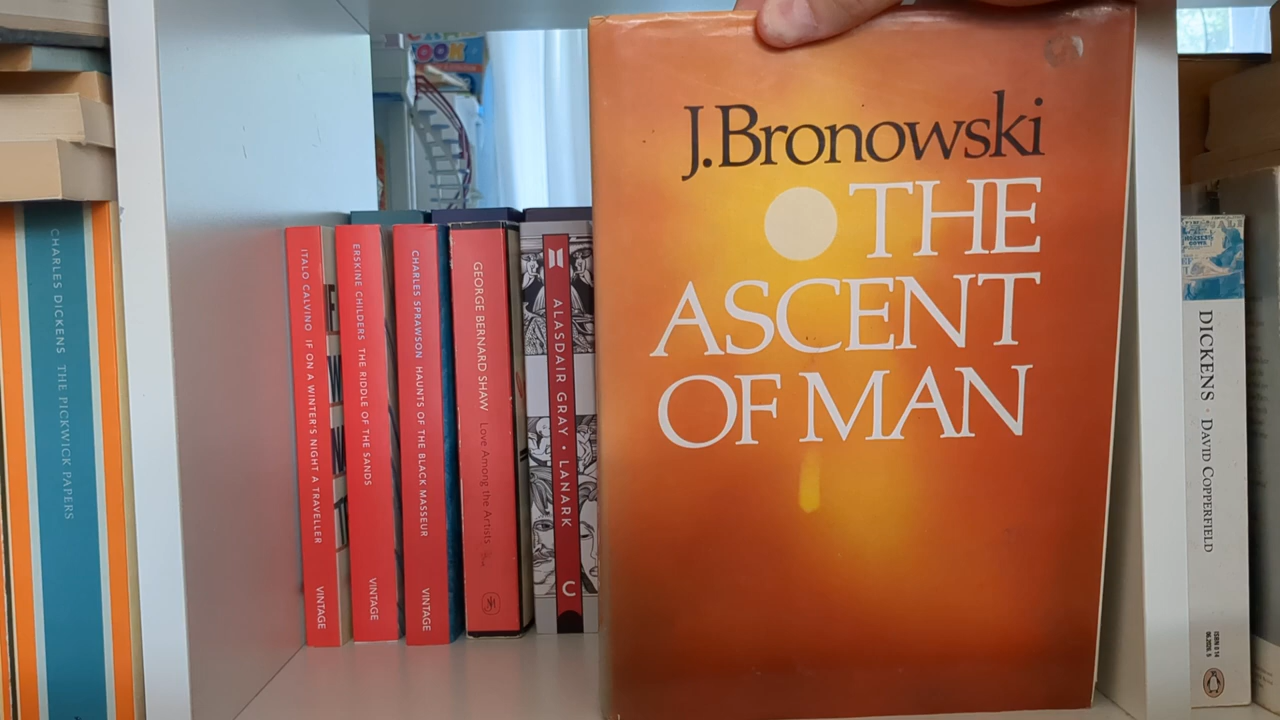 CHARLES DICKENS THE PICKWICK PAPERS
ITALO CALVINO IF ON A WINTER'S NIGHT A TRAVELLER VINTAGE
ERSKINE CHILDERS THE RIDDLE OF THE SANDS VINTAGE
CHARLES SPRAWSON HAUNTS OF THE BLACK MASSEUR VINTAGE
GEORGE BERNARD SHAW Love Among the Artists
ALASDAIR GRAY • LANARK
J.Bronowski
THE
ASCENT
OF MAN
DICKENS · DAVID COPPERFIELD